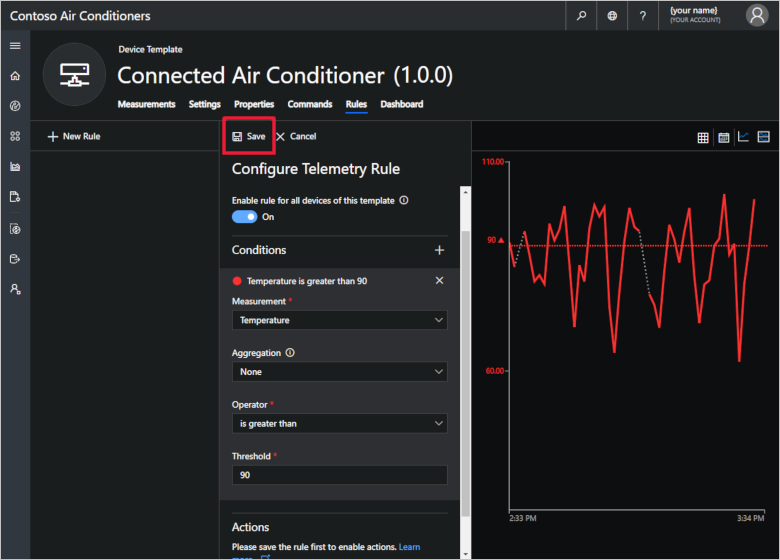 Contoso Air Conditioners
?
{your name}
{YOUR ACCOUNT}
Device Template
Connected Air Conditioner (1.0.0)
Measurements Settings Properties Commands Rules Dashboard
New Rule
Save Cancel
Configure Telemetry Rule
Enable rule for all devices of this template
On
Conditions
Temperature is greater than 90
Measurement *
Temperature
Aggregation
None
Operator *
is greater than
Threshold *
90
Actions
Please save the rule first to enable actions. Learn
110.00
90
60.00
2:33 PM 3:34 PM